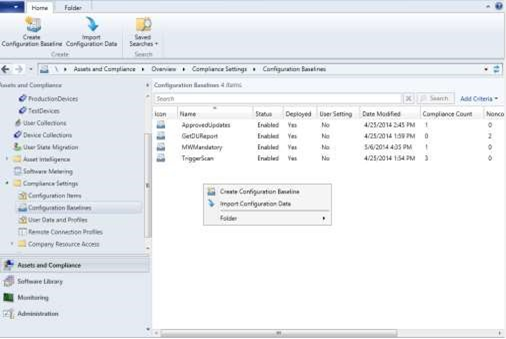 Home Folder
Create Configuration Baseline
Import Configuration Data
Saved Searches
Create
Search
\ Assets and Compliance Overview Compliance Settings Configuration Baselines
Assets and Compliance
ProductionDevices
TestDevices
User Collections
Device Collections
User State Migration
Asset Intelligence
Software Metering
Compliance Settings
Configuration Items
Configuration Baselines
User Data and Profiles
Remote Connection Profiles
Company Resource Access
Assets and Compliance
Software Library
Monitoring
Administration
Configuration Baselines 4 items
Search Search Add Criteria
Icon Name Status Deployed User Setting Date Modified Compliance Count Nonco
ApprovedUpdates Enabled Yes No 4/25/2014 2:45 PM 1 0
GetDUReport Enabled Yes No 4/25/2014 1:59 PM 0 2
MWMandatory Enabled Yes No 5/6/2014 4:35 PM 1 0
TriggerScan Enabled Yes No 4/25/2014 1:54 PM 3 0
Create Configuration Baseline
Import Configuration Data
Folder